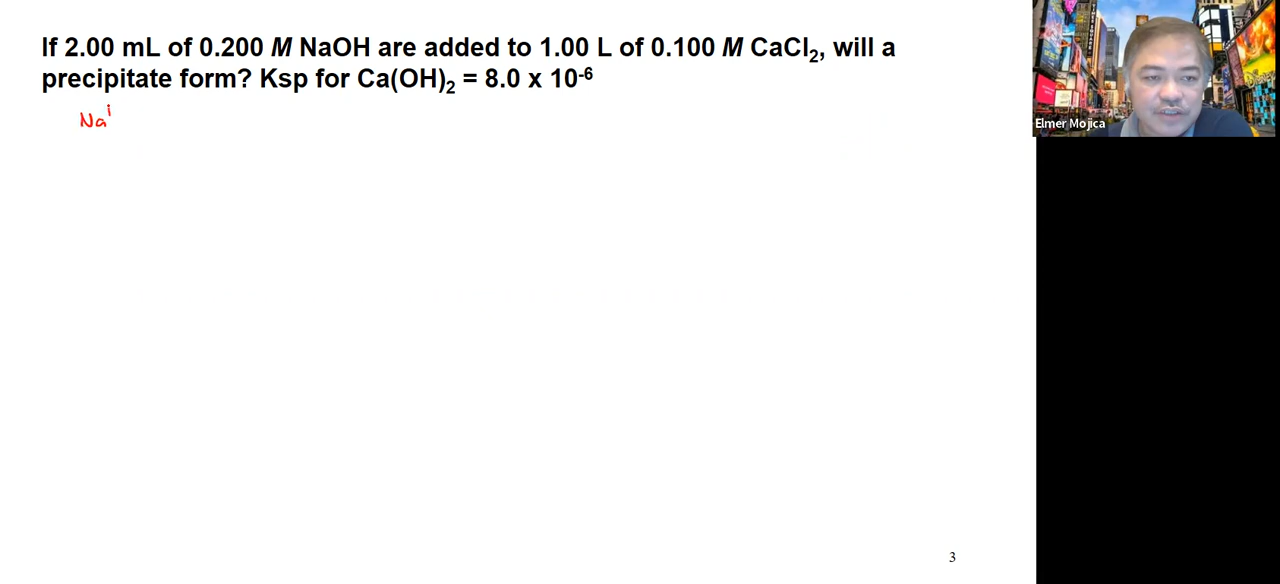 If 2.00 mL of 0.200 M NaOH are added to 1.00 L of 0.100 M CaCl₂, will a
precipitate form? Ksp for Ca(OH)₂ = 8.0 x 10⁻⁶
Na
Elmer Mojica
3